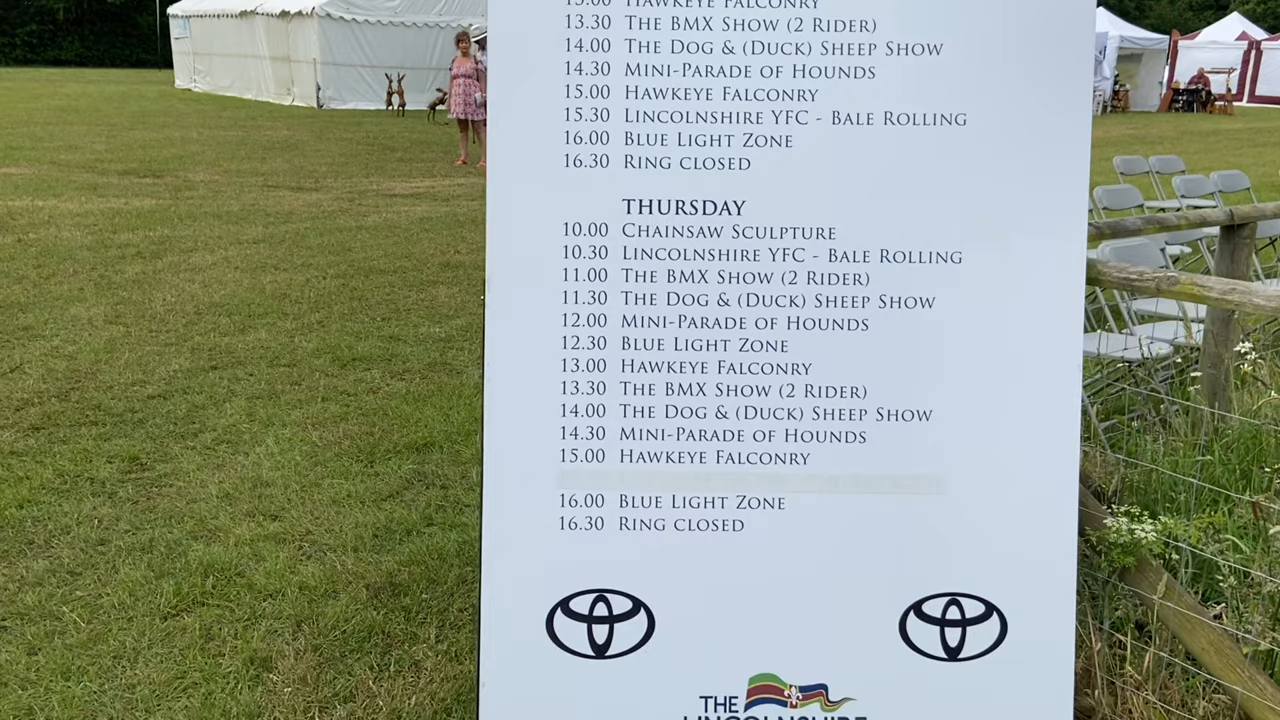 13.00 HAWKEYE FALCONRY
13.30 THE BMX SHOW (2 RIDER)
14.00 THE DOG & (DUCK) SHEEP SHOW
14.30 MINI-PARADE OF HOUNDS
15.00 HAWKEYE FALCONRY
15.30 LINCOLNSHIRE YFC - BALE ROLLING
16.00 BLUE LIGHT ZONE
16.30 RING CLOSED
THURSDAY
10.00 CHAINSAW SCULPTURE
10.30 LINCOLNSHIRE YFC - BALE ROLLING
11.00 THE BMX SHOW (2 RIDER)
11.30 THE DOG & (DUCK) SHEEP SHOW
12.00 MINI-PARADE OF HOUNDS
12.30 BLUE LIGHT ZONE
13.00 HAWKEYE FALCONRY
13.30 THE BMX SHOW (2 RIDER)
14.00 THE DOG & (DUCK) SHEEP SHOW
14.30 MINI-PARADE OF HOUNDS
15.00 HAWKEYE FALCONRY
16.00 BLUE LIGHT ZONE
16.30 RING CLOSED
THE
LINCOLNSHIRE